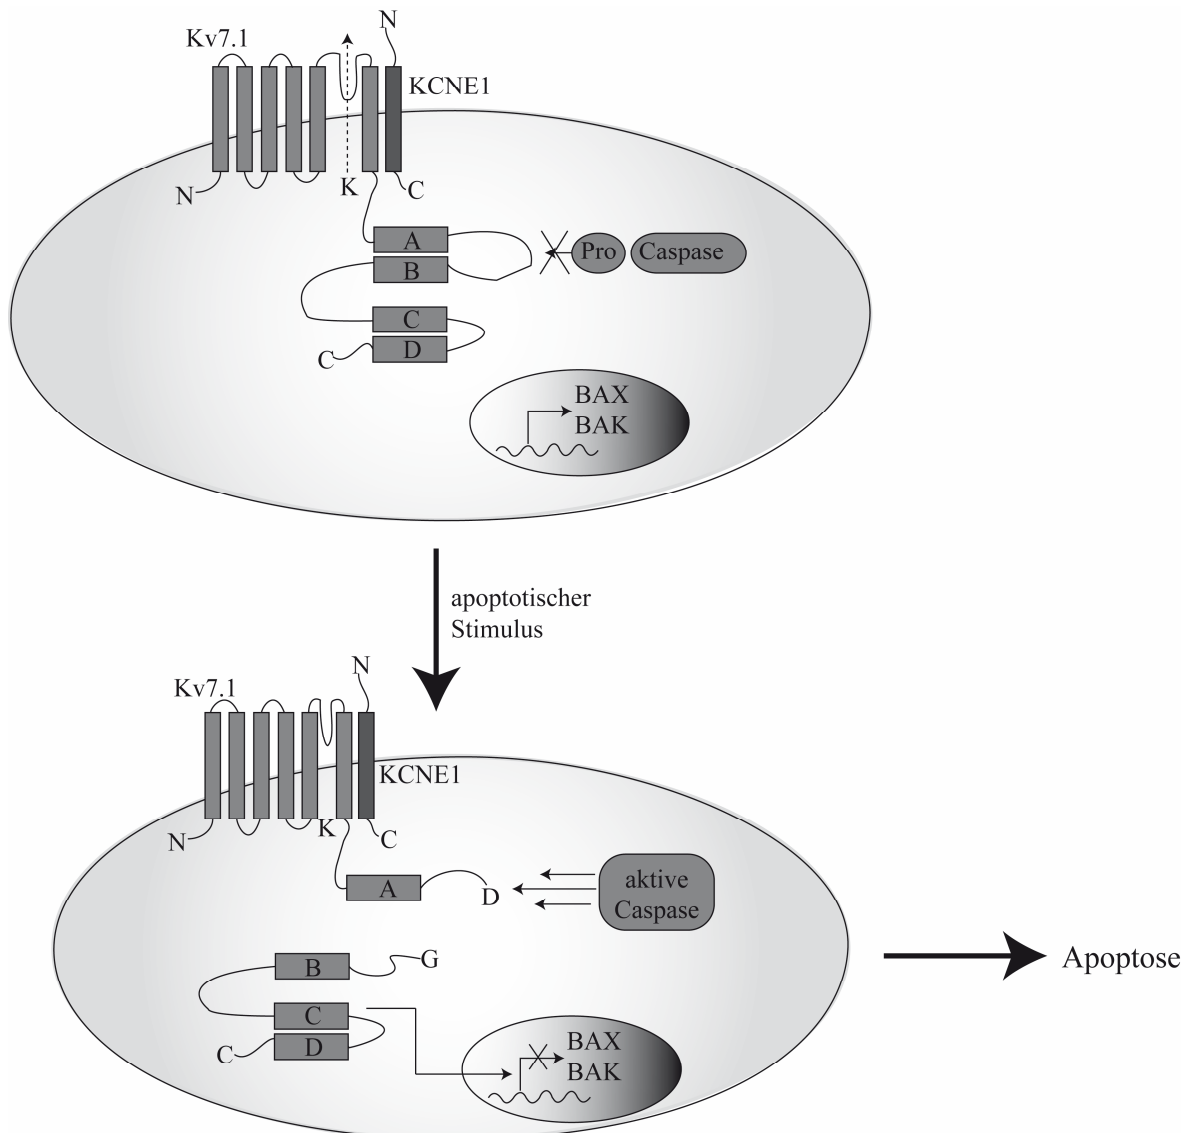 N
Kv7.1
KCNE1
N
K
C
A
Pro
Caspase
B
C
D
C
BAX
BAK
apoptotischer
Stimulus
N
Kv7.1
KCNE1
N
K
C
A
D
aktive
Caspase
B
G
C
D
C
BAX
BAK
Apoptose